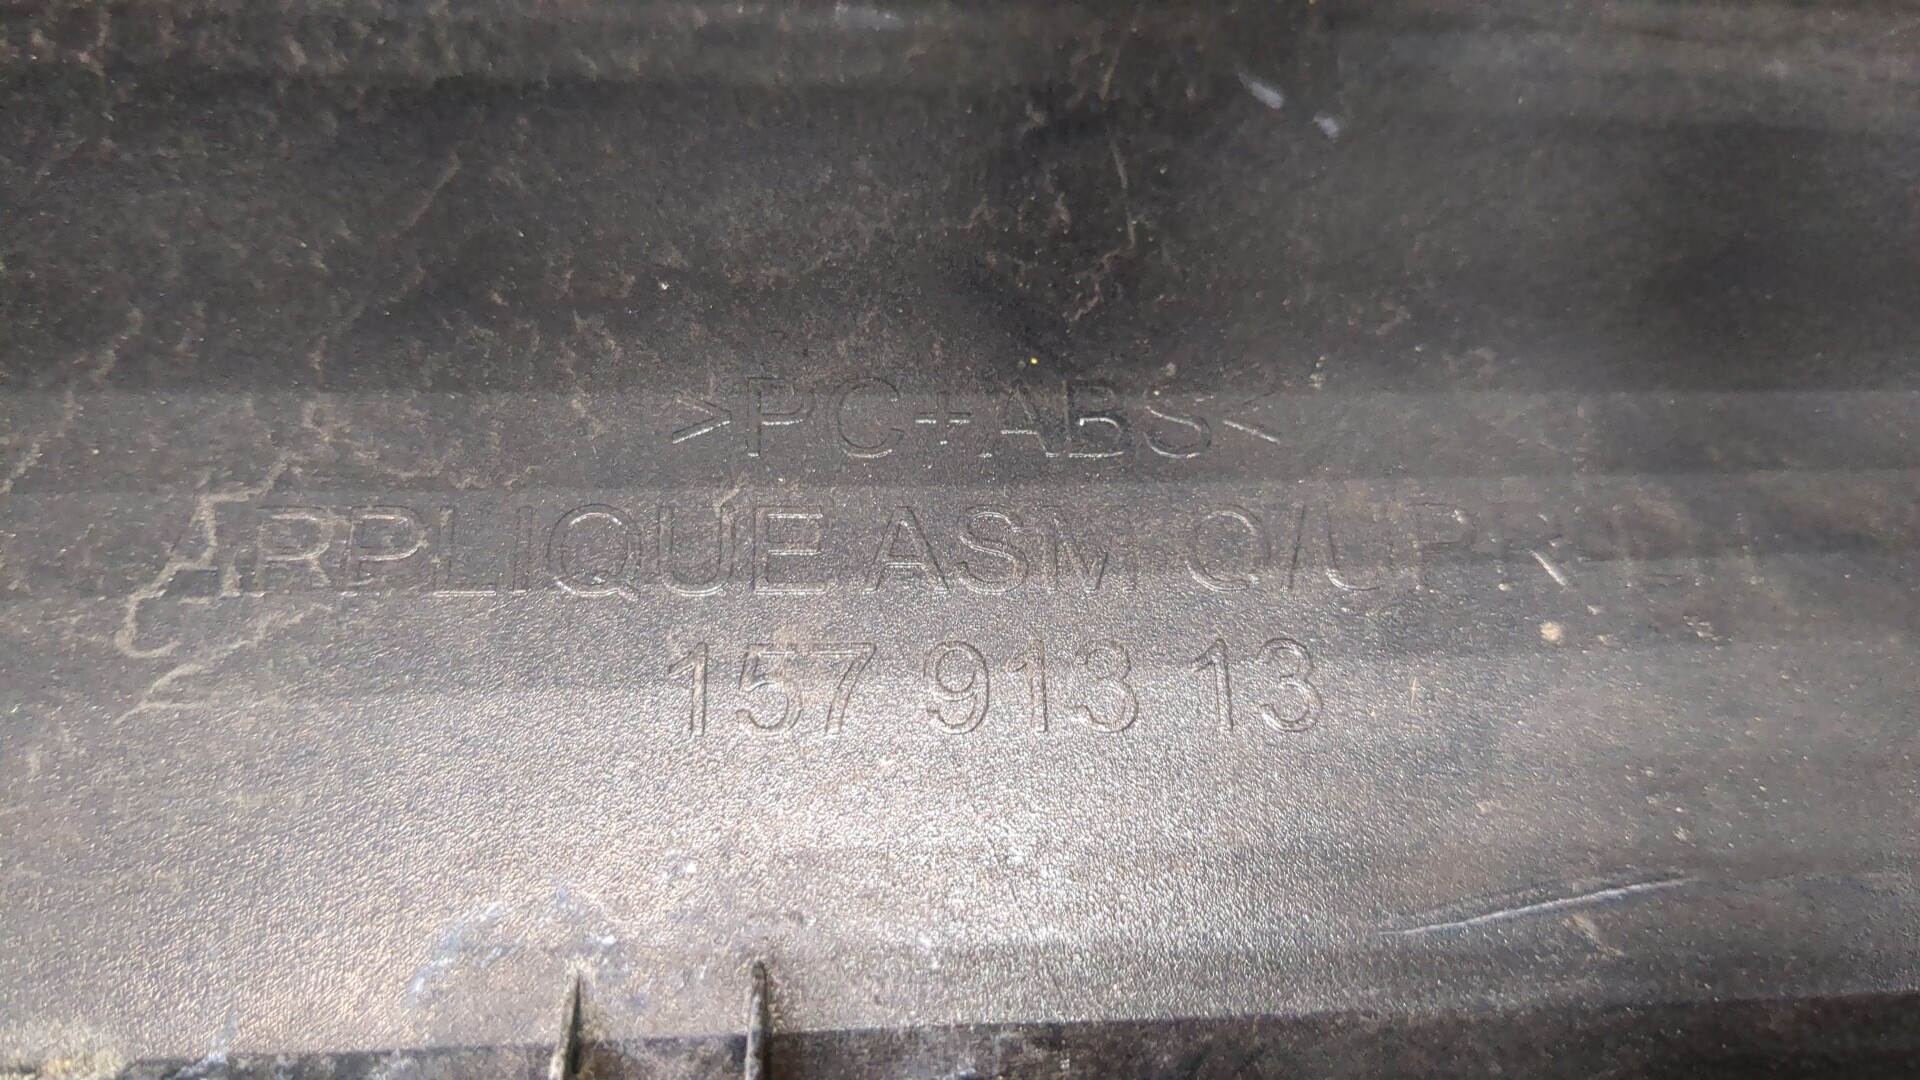 >PC+ABS<
APPLIQUE ASM O/UPR-L
157 913 13